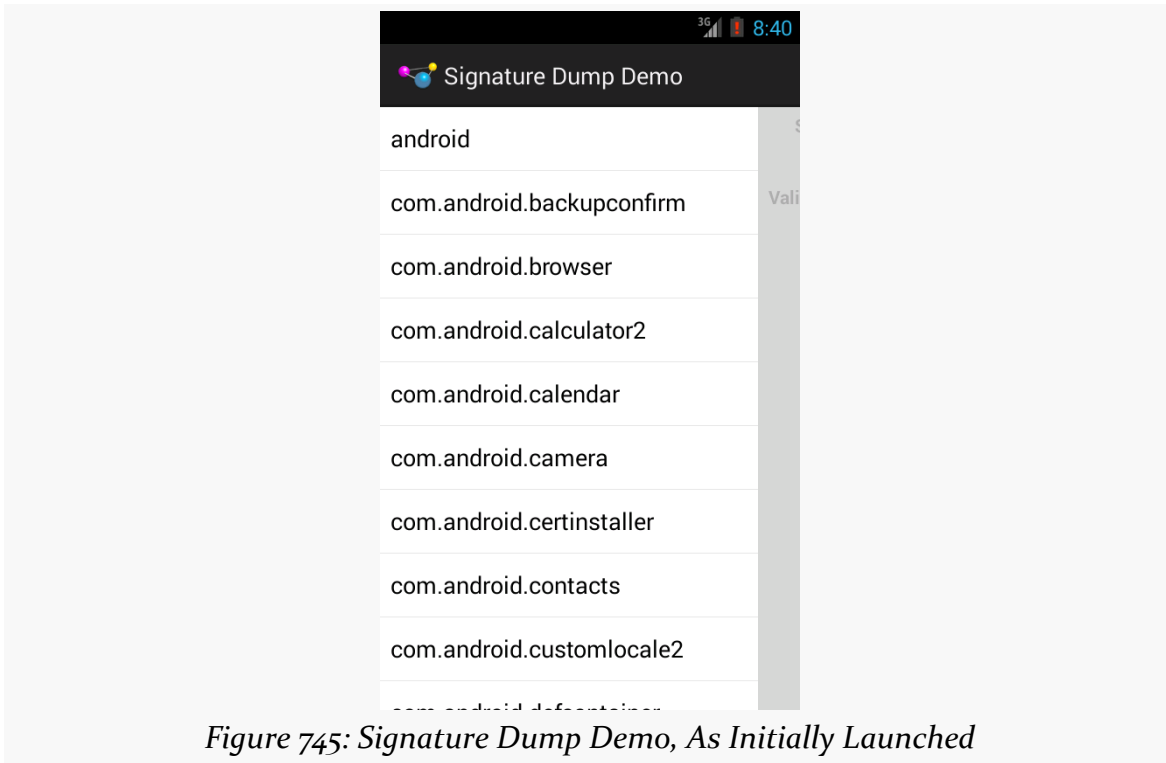 3G 8:40
Signature Dump Demo
android
com.android.backupconfirm
Vali
com.android.browser
com.android.calculator2
com.android.calendar
com.android.camera
com.android.certinstaller
com.android.contacts
com.android.customlocale2
Figure 745: Signature Dump Demo, As Initially Launched